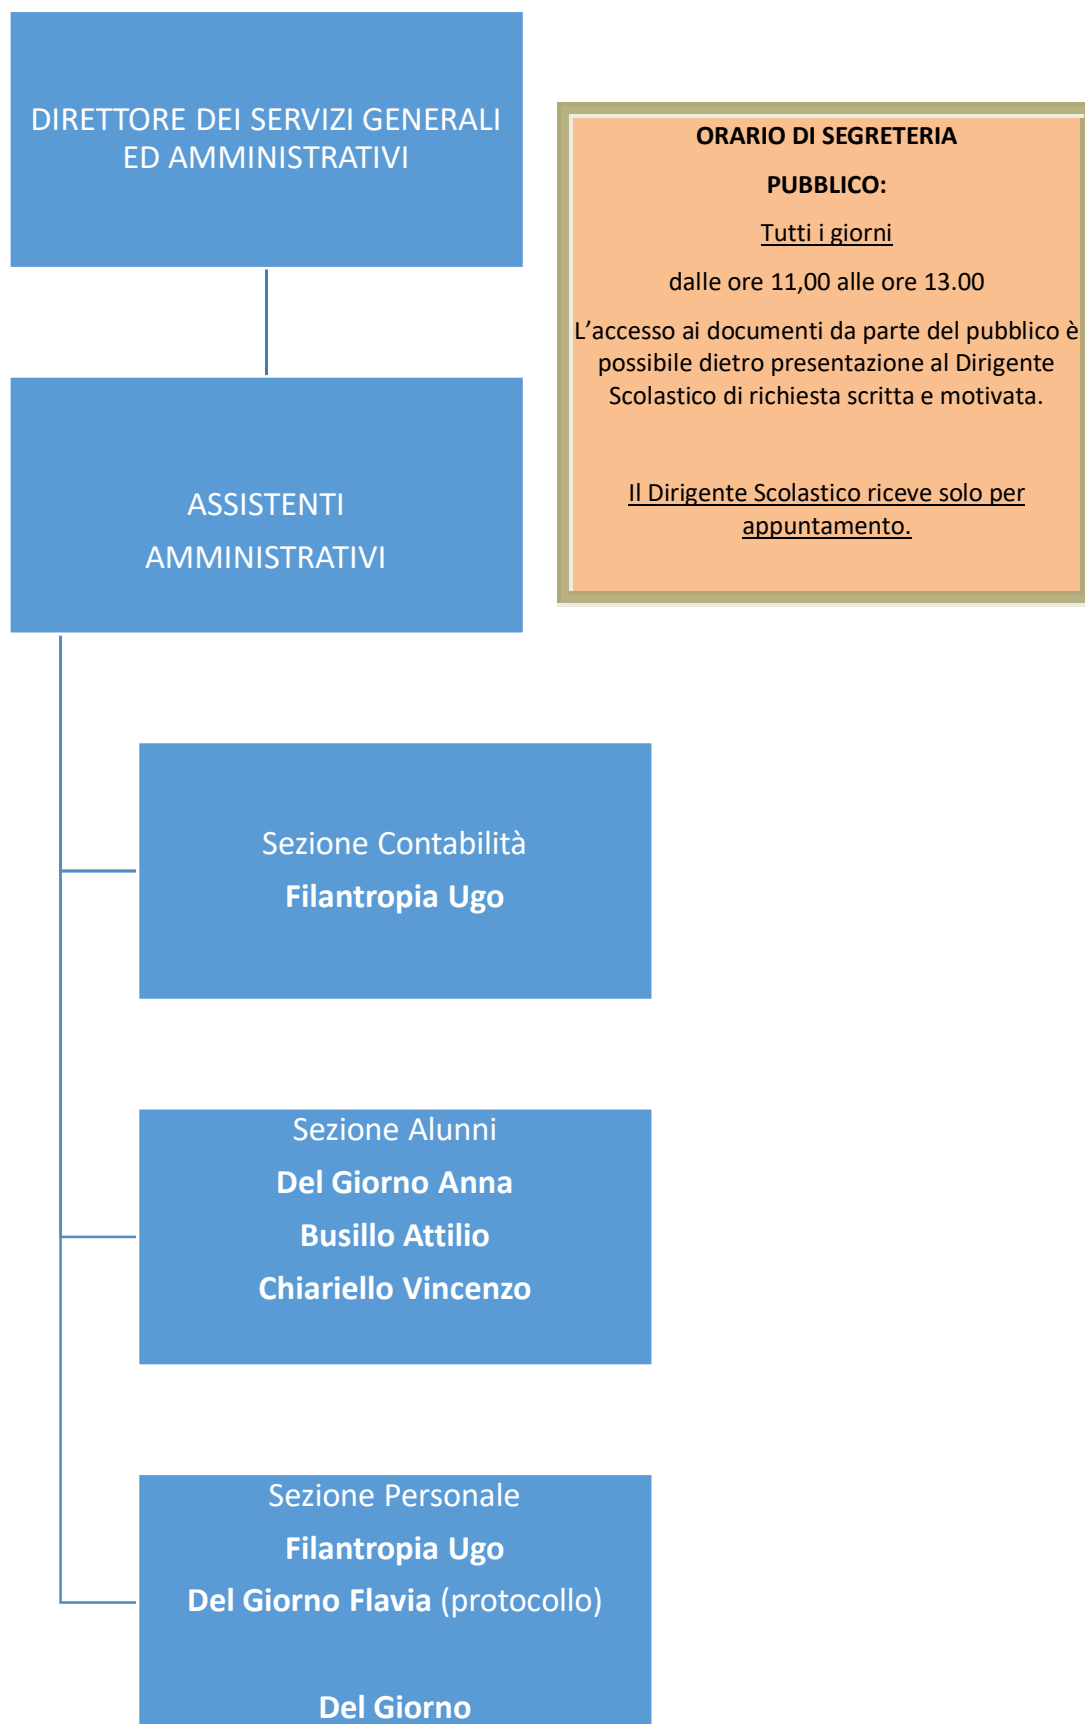 DIRETTORE DEI SERVIZI GENERALI
ED AMMINISTRATIVI
ORARIO DI SEGRETERIA
PUBBLICO:
Tutti i giorni
dalle ore 11,00 alle ore 13.00
L’accesso ai documenti da parte del pubblico è
possibile dietro presentazione al Dirigente
Scolastico di richiesta scritta e motivata.
Il Dirigente Scolastico riceve solo per
appuntamento.
ASSISTENTI
AMMINISTRATIVI
Sezione Contabilità
Filantropia Ugo
Sezione Alunni
Del Giorno Anna
Busillo Attilio
Chiariello Vincenzo
Sezione Personale
Filantropia Ugo
Del Giorno Flavia (protocollo)
Del Giorno